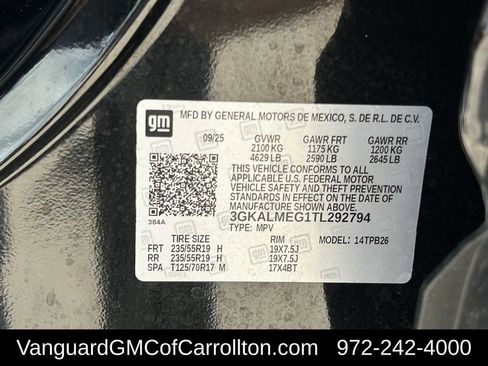 gm
MFD BY GENERAL MOTORS DE MEXICO, S. DE R.L. DE C.V.
09/25 GVWR GAWR FRT GAWR RR
2100 KG 1175 KG 1200 KG
4629 LB 2590 LB 2645 LB
THIS VEHICLE CONFORMS TO ALL
APPLICABLE U.S. FEDERAL MOTOR
VEHICLE SAFETY AND THEFT PREVENTION
STANDARDS IN EFFECT ON THE DATE OF
MANUFACTURE SHOWN ABOVE.
384A 3GKALMEG1TL292794
TYPE: MPV MODEL: 14TPB26
TIRE SIZE RIM
FRT 235/55R19 H 19X7.5J
RR 235/55R19 H 19X7.5J
SPA T125/70R17 M 17X4BT
VanguardGMCofCarrollton.com 972-242-4000